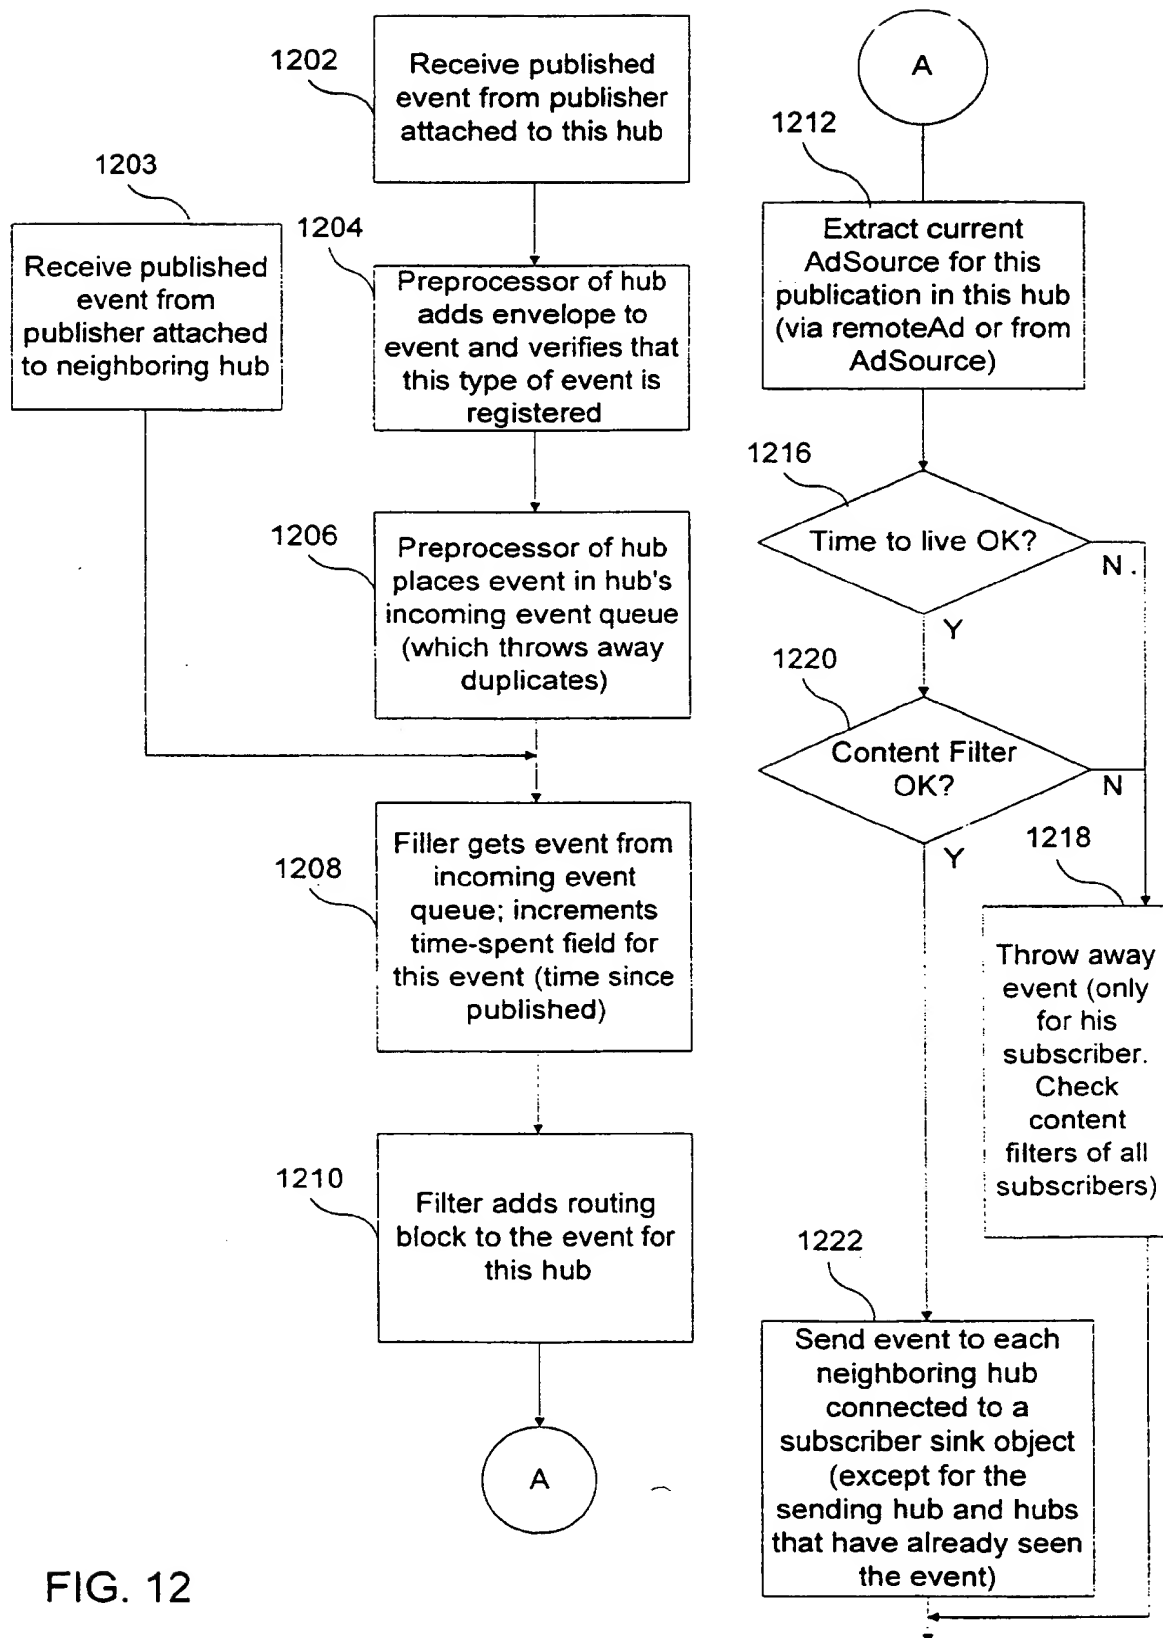 1202
Receive published
event from publisher
attached to this hub
1203
Receive published
event from
publisher attached
to neighboring hub
1204
Preprocessor of hub
adds envelope to
event and verifies that
this type of event is
registered
1206
Preprocessor of hub
places event in hub's
incoming event queue
(which throws away
duplicates)
1208
Filler gets event from
incoming event
queue; increments
time-spent field for
this event (time since
published)
1210
Filter adds routing
block to the event for
this hub
A
A
1212
Extract current
AdSource for this
publication in this hub
(via remoteAd or from
AdSource)
1216
Time to live OK?
N.
Y
1220
Content Filter
OK?
N
Y
1218
Throw away
event (only
for his
subscriber.
Check
content
filters of all
subscribers)
1222
Send event to each
neighboring hub
connected to a
subscriber sink object
(except for the
sending hub and hubs
that have already seen
the event)
FIG. 12